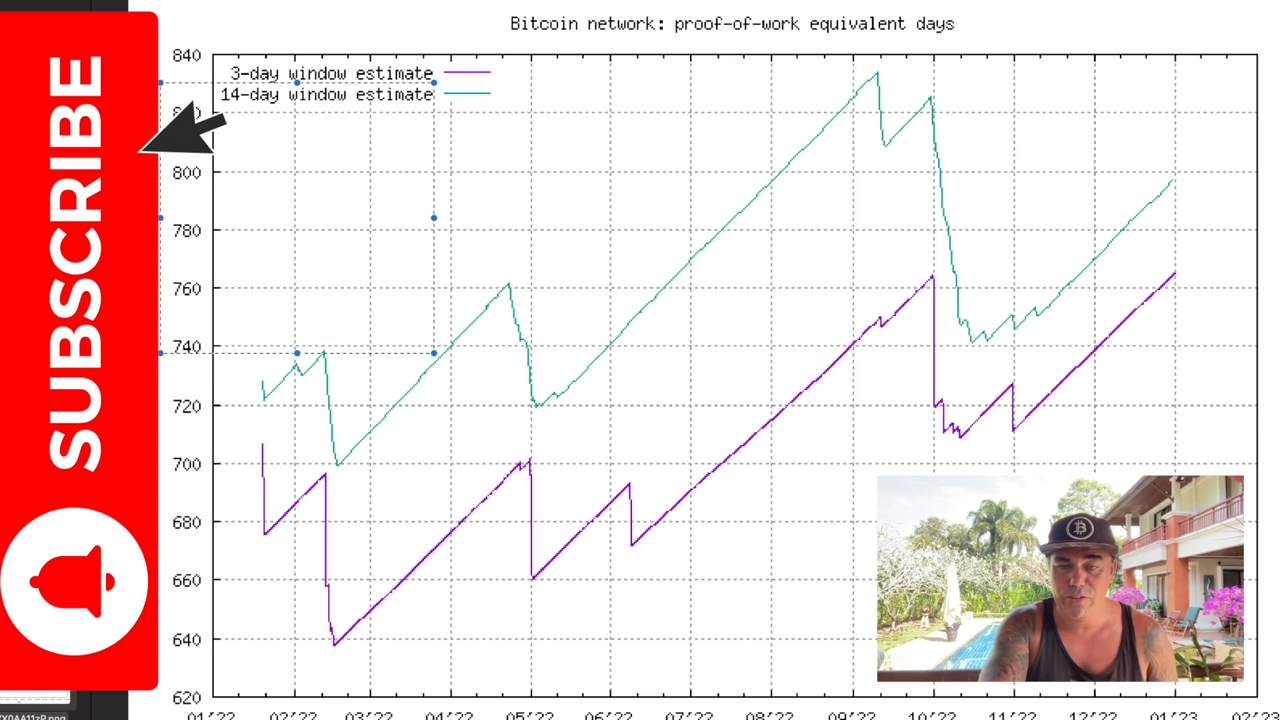 Bitcoin network: proof-of-work equivalent days
SUBSCRIBE
3-day window estimate
14-day window estimate
840
820
800
780
760
740
720
700
680
660
640
620
01'22 02'22 03'22 04'22 05'22 06'22 07'22 08'22 09'22 10'22 11'22 12'22 01'23 02'23